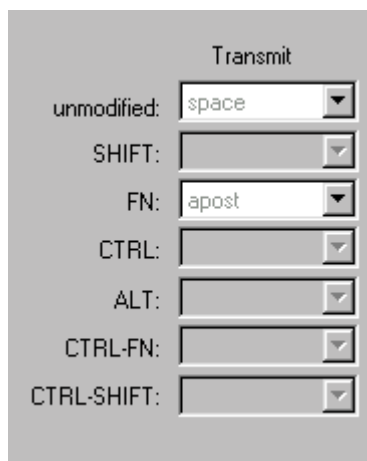 Transmit
unmodified: space
SHIFT:
FN: apost
CTRL:
ALT:
CTRL-FN:
CTRL-SHIFT: